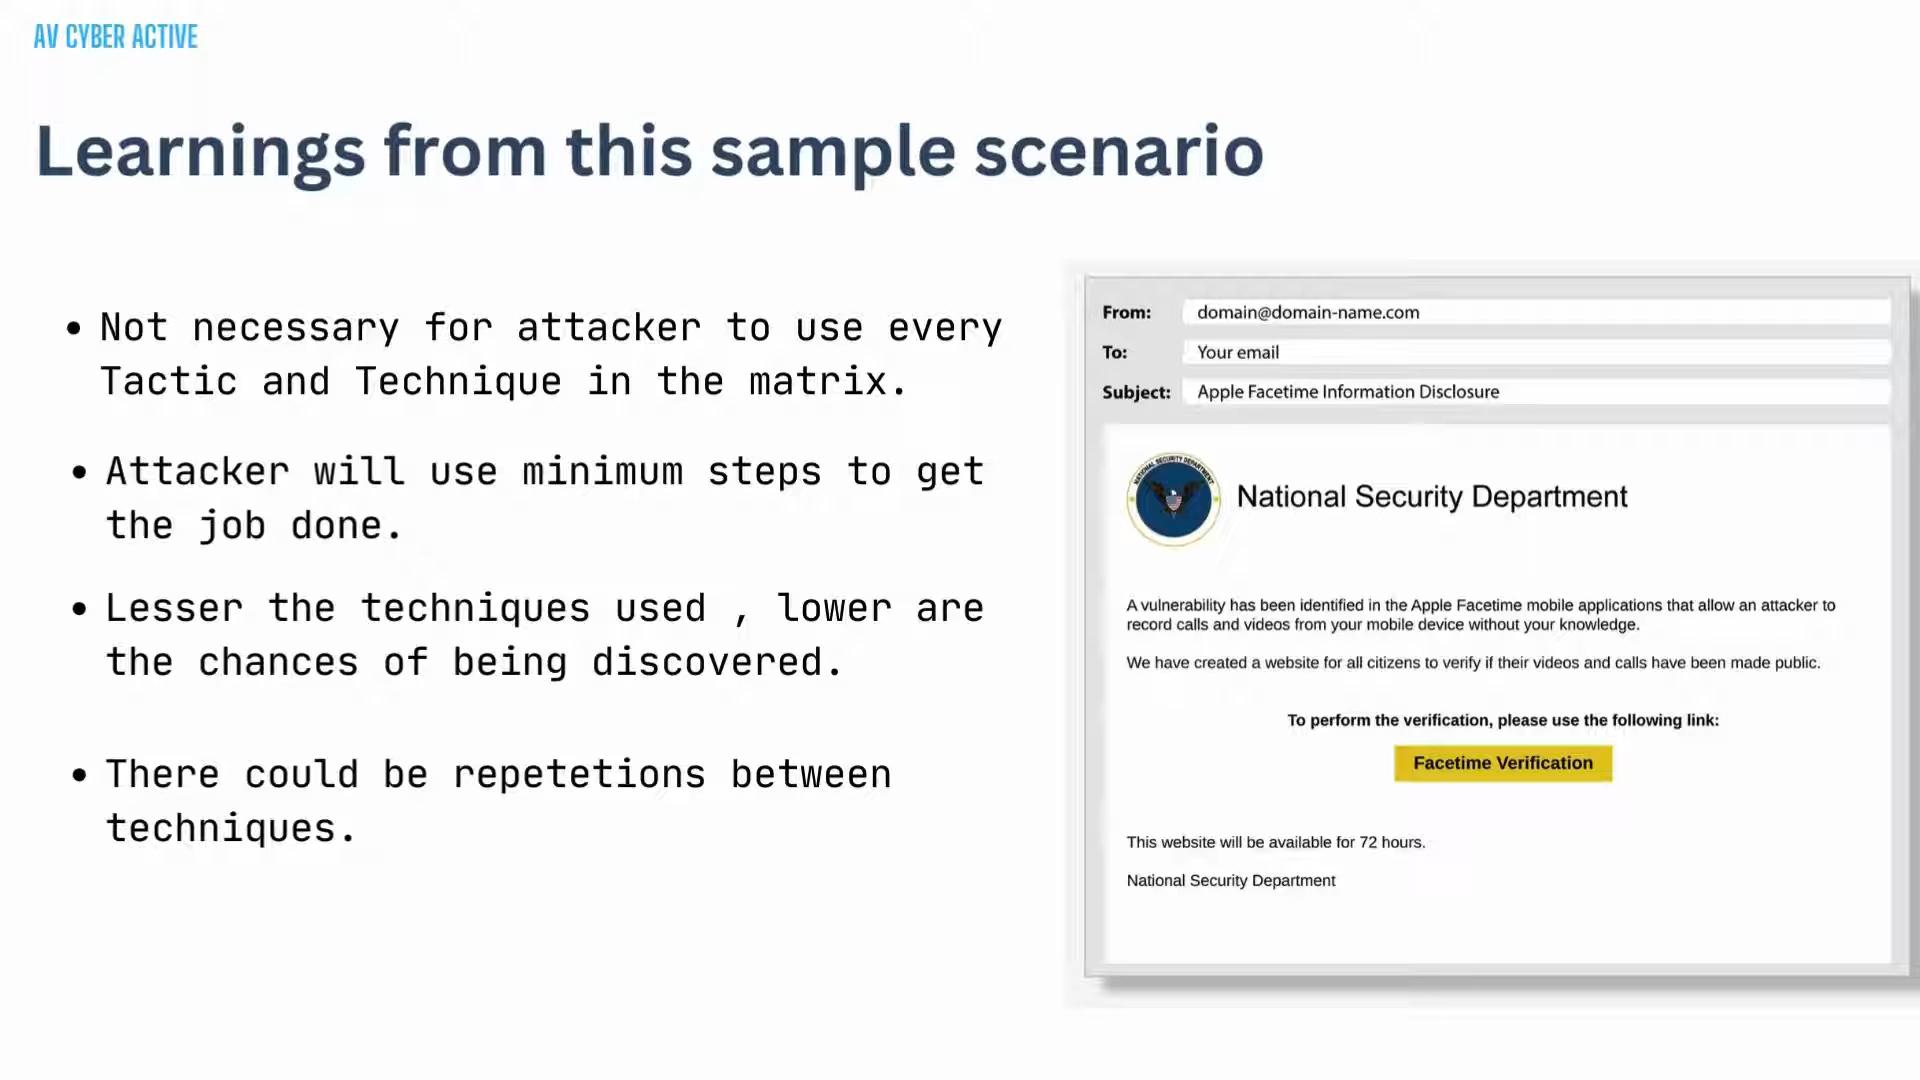 AV CYBER ACTIVE
Learnings from this sample scenario
• Not necessary for attacker to use every
Tactic and Technique in the matrix.
• Attacker will use minimum steps to get
the job done.
• Lesser the techniques used , lower are
the chances of being discovered.
• There could be repetetions between
techniques.
From: domain@domain-name.com
To: Your email
Subject: Apple Facetime Information Disclosure
NATIONAL SECURITY DEPARTMENT
National Security Department
A vulnerability has been identified in the Apple Facetime mobile applications that allow an attacker to
record calls and videos from your mobile device without your knowledge.
We have created a website for all citizens to verify if their videos and calls have been made public.
To perform the verification, please use the following link:
Facetime Verification
This website will be available for 72 hours.
National Security Department